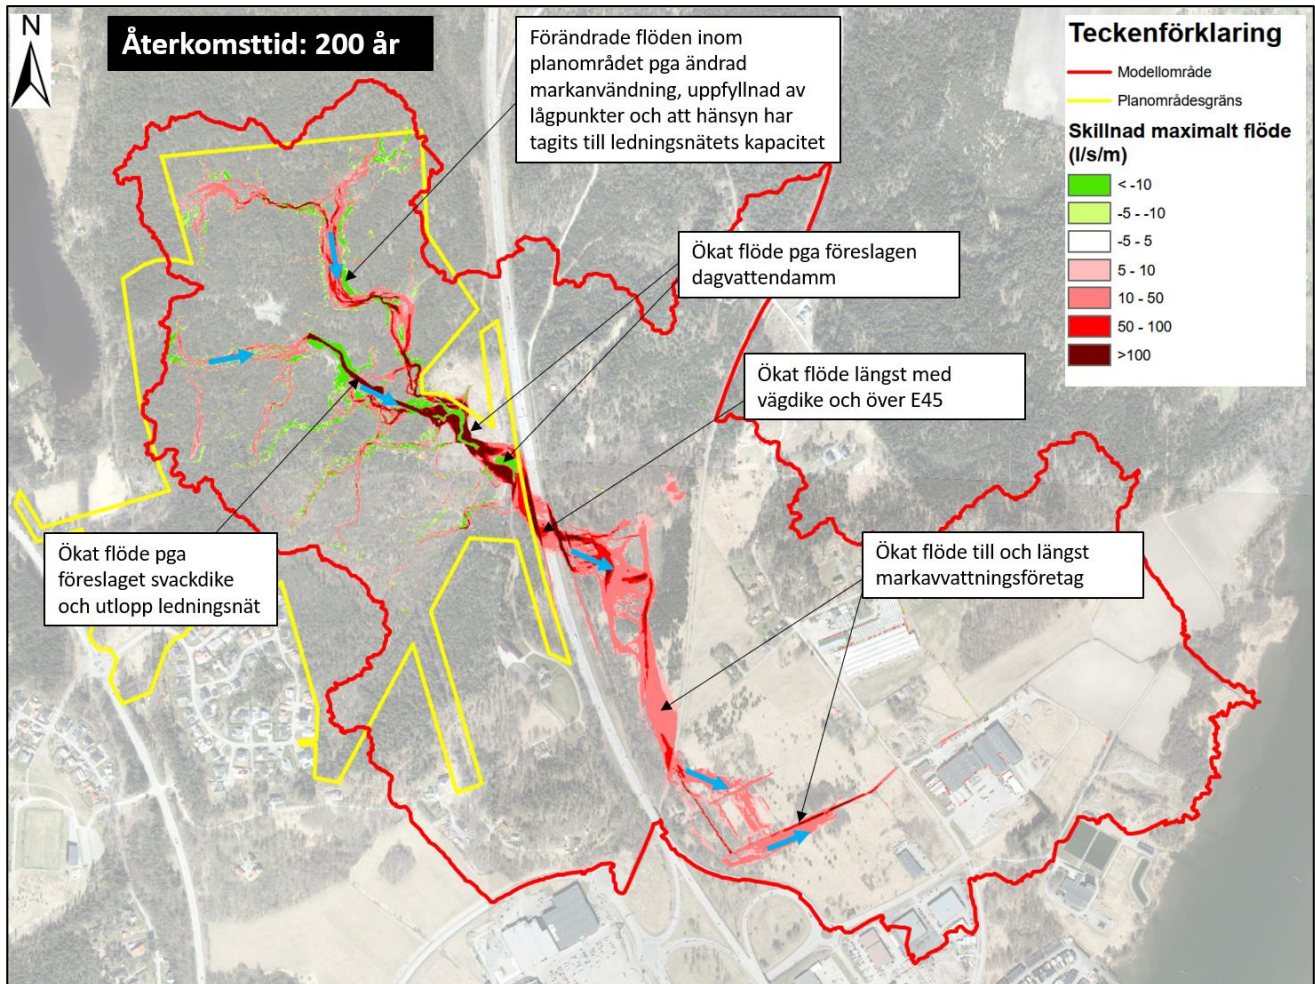 N
Återkomsttid: 200 år
Förändrade flöden inom
planområdet pga ändrad
markanvändning, uppfyllnad av
lågpunkter och att hänsyn har
tagits till ledningsnätets kapacitet
Teckenförklaring
Modellområde
Planområdesgräns
Skillnad maximalt flöde
(l/s/m)
< -10
-5 - -10
-5 - 5
5 - 10
10 - 50
50 - 100
>100
Ökat flöde pga föreslagen
dagvattendamm
Ökat flöde längst med
vägdike och över E45
Ökat flöde pga
föreslaget svackdike
och utlopp ledningsnät
Ökat flöde till och längst
markavvattningsföretag